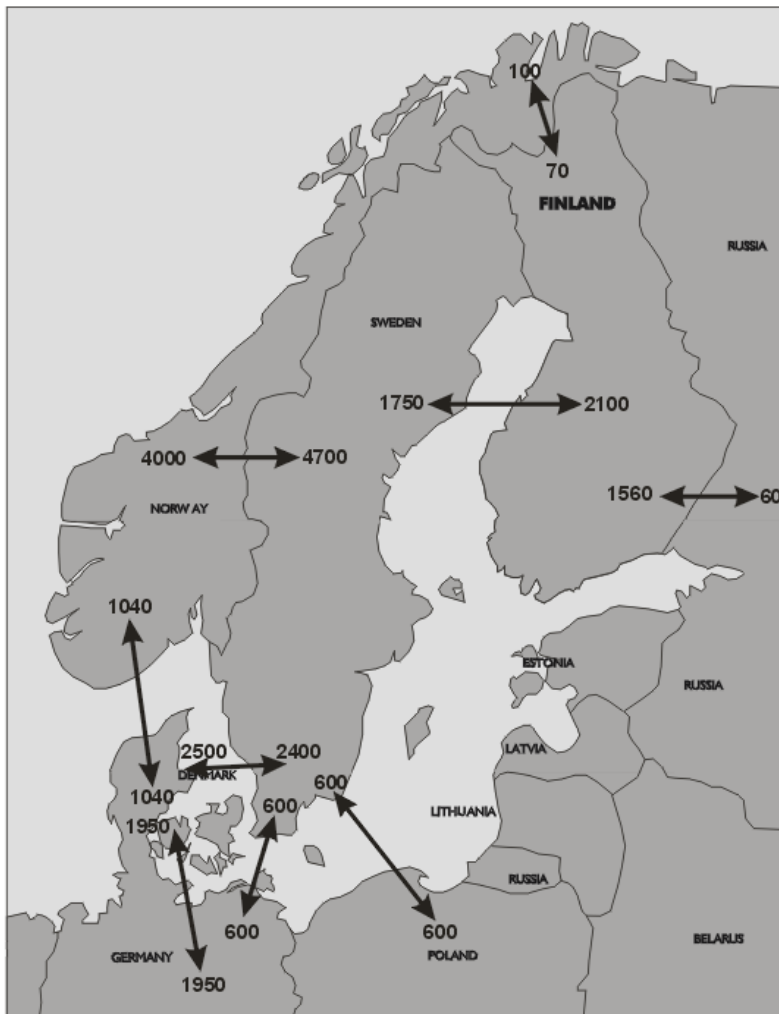 100
70
FINLAND
RUSSIA
SWEDEN
1750
2100
4000
4700
1560
60
NORWAY
1040
ESTONIA
RUSSIA
2500
2400
LATVIA
DENMARK
600
1040
600
LITHUANIA
1950
RUSSIA
600
600
BELARUS
GERMANY
POLAND
1950